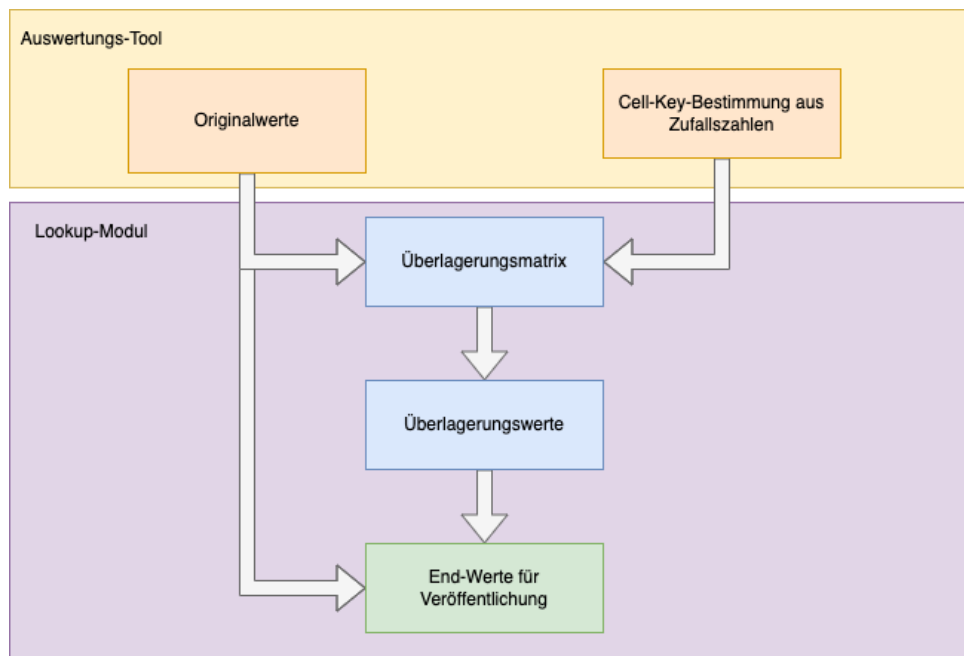 Auswertungs-Tool
Originalwerte
Cell-Key-Bestimmung aus
Zufallszahlen
Lookup-Modul
Überlagerungsmatrix
Überlagerungswerte
End-Werte für
Veröffentlichung